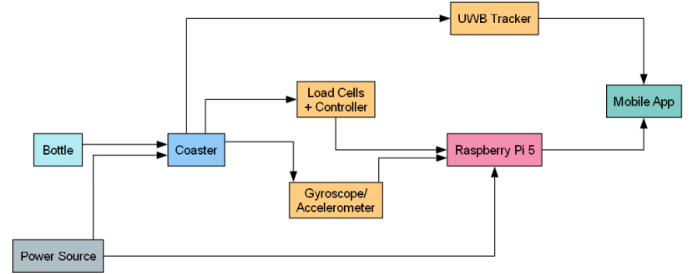 UWB Tracker
Load Cells
+ Controller
Mobile App
Bottle
Coaster
Raspberry Pi 5
Gyroscope/
Accelerometer
Power Source